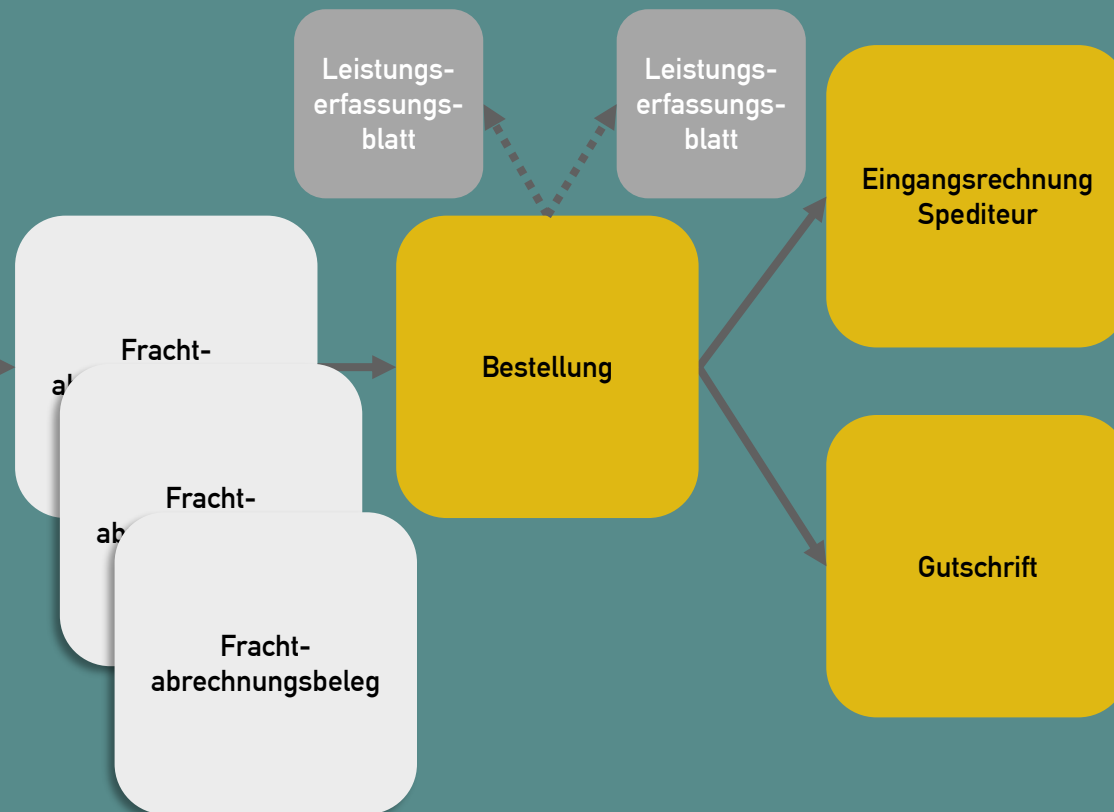 Leistungs-
erfassungs-
blatt
Leistungs-
erfassungs-
blatt
Eingangsrechnung
Spediteur
Fracht-
Bestellung
Fracht-
Gutschrift
Fracht-
abrechnungsbeleg